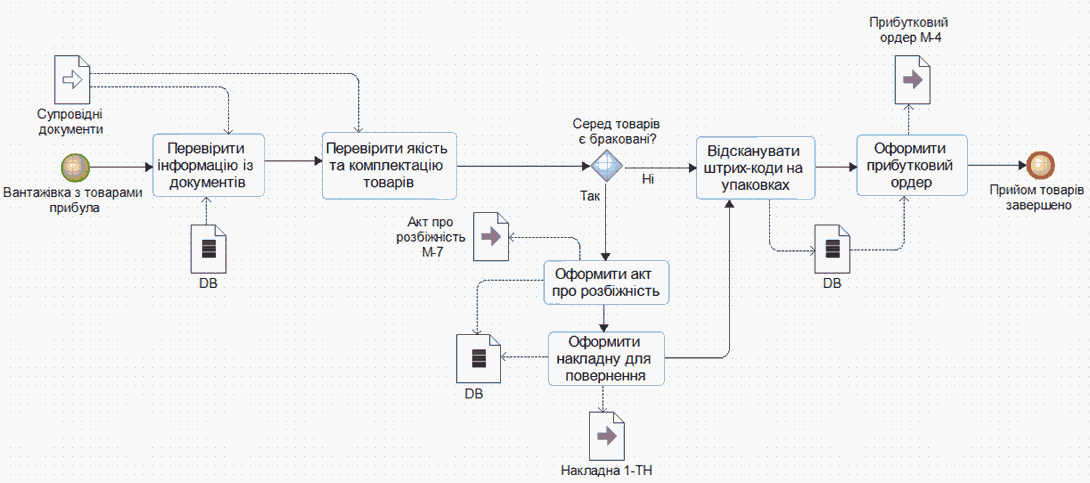 Прибутковий
ордер М-4
Супровідні
документи
Серед товарів
є браковані?
Перевірити
інформацію із
документів
Перевірити якість
та комплектацію
товарів
Відсканувати
штрих-коди на
упаковках
Оформити
прибутковий
ордер
Ні
Так
Вантажівка з товарами
прибула
Прийом товарів
завершено
Акт про
розбіжність
М-7
DB
DB
Оформити акт
про розбіжність
Оформити
накладну для
повернення
DB
Накладна 1-ТН